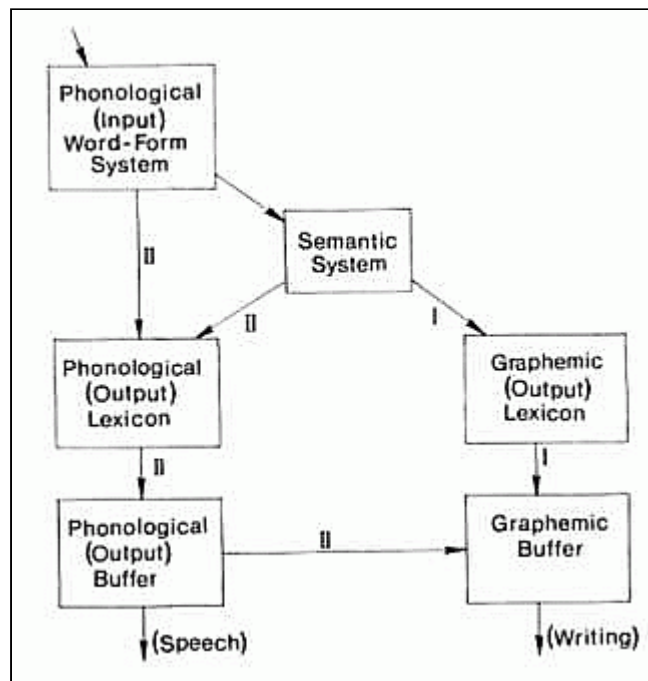 Phonological
(Input)
Word-Form
System
Semantic
System
II
II
I
Phonological
(Output)
Lexicon
Graphemic
(Output)
Lexicon
II
I
Phonological
(Output)
Buffer
II
Graphemic
Buffer
(Speech)
(Writing)